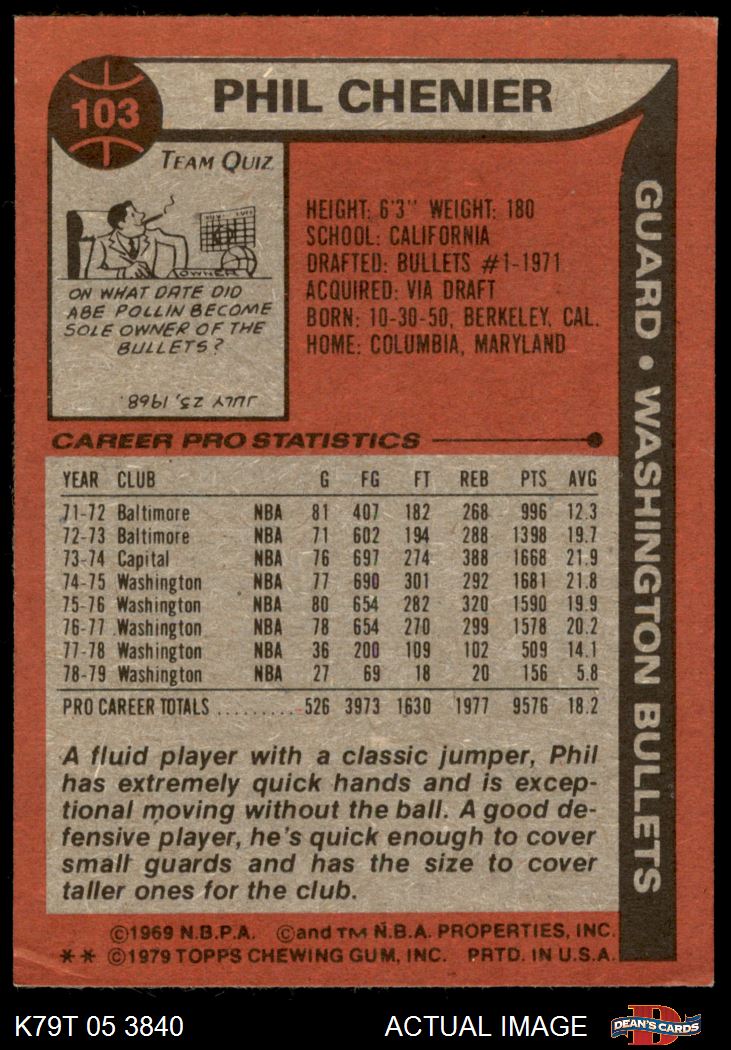 103
PHIL CHENIER
TEAM QUIZ
OWNER
ON WHAT DATE DID
ABE POLLIN BECOME
SOLE OWNER OF THE
BULLETS?
JULY 25, 1968.
HEIGHT: 6'3" WEIGHT: 180
SCHOOL: CALIFORNIA
DRAFTED: BULLETS #1-1971
ACQUIRED: VIA DRAFT
BORN: 10-30-50, BERKELEY, CAL.
HOME: COLUMBIA, MARYLAND
GUARD • WASHINGTON BULLETS
CAREER PRO STATISTICS
YEAR CLUB G FG FT REB PTS AVG
71-72 Baltimore NBA 81 407 182 268 996 12.3
72-73 Baltimore NBA 71 602 194 288 1398 19.7
73-74 Capital NBA 76 697 274 388 1668 21.9
74-75 Washington NBA 77 690 301 292 1681 21.8
75-76 Washington NBA 80 654 282 320 1590 19.9
76-77 Washington NBA 78 654 270 299 1578 20.2
77-78 Washington NBA 36 200 109 102 509 14.1
78-79 Washington NBA 27 69 18 20 156 5.8
PRO CAREER TOTALS ......... 526 3973 1630 1977 9576 18.2
A fluid player with a classic jumper, Phil
has extremely quick hands and is excep-
tional moving without the ball. A good de-
fensive player, he's quick enough to cover
small guards and has the size to cover
taller ones for the club.
©1969 N.B.P.A. ©and TM N.B.A. PROPERTIES, INC.
** ©1979 TOPPS CHEWING GUM, INC. PRTD. IN U.S.A.
K79T 05 3840 ACTUAL IMAGE
DEAN'S CARDS